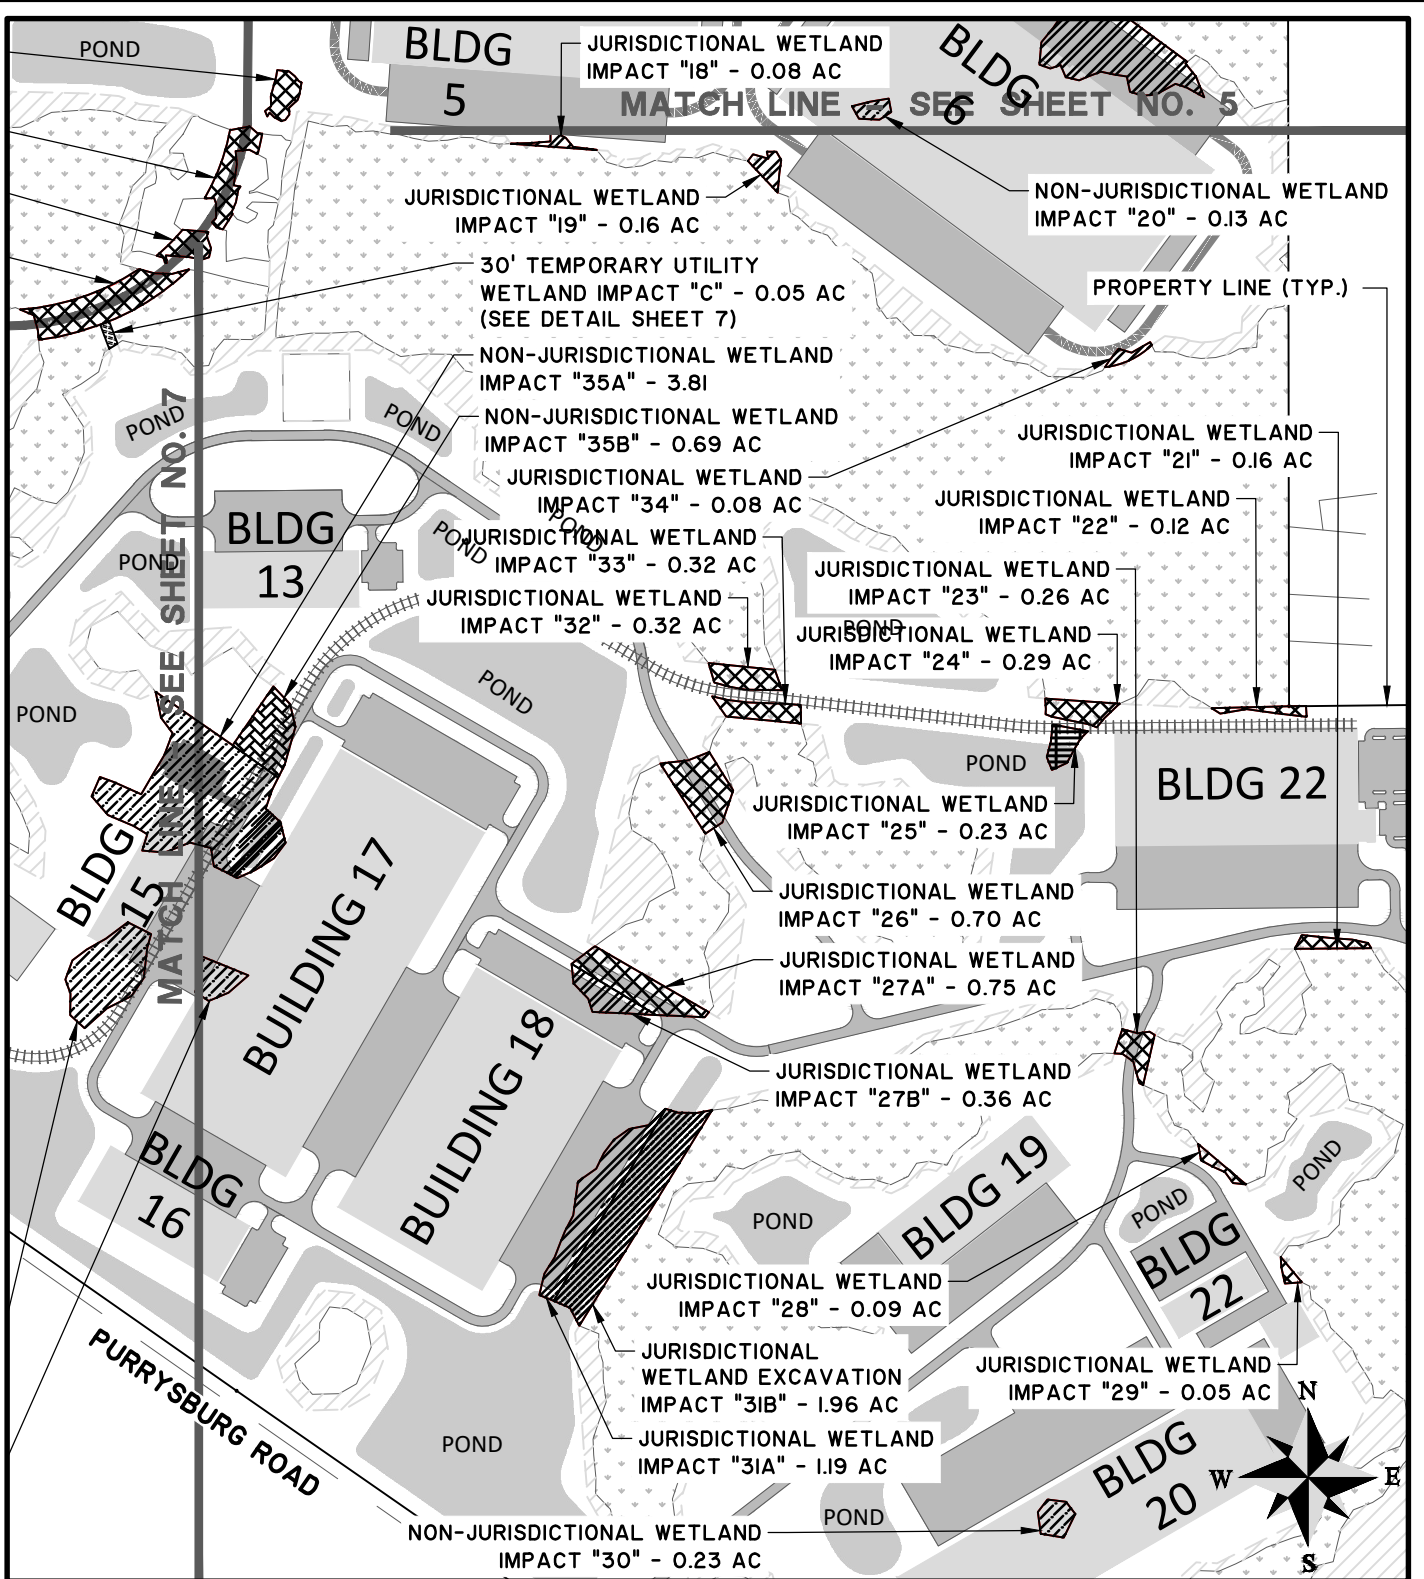 POND
BLDG
5
JURISDICTIONAL WETLAND
IMPACT "18" - 0.08 AC
BLDG
6
MATCH LINE - SEE SHEET NO. 5
JURISDICTIONAL WETLAND
IMPACT "19" - 0.16 AC
NON-JURISDICTIONAL WETLAND
IMPACT "20" - 0.13 AC
30' TEMPORARY UTILITY
WETLAND IMPACT "C" - 0.05 AC
(SEE DETAIL SHEET 7)
PROPERTY LINE (TYP.)
NON-JURISDICTIONAL WETLAND
IMPACT "35A" - 3.81
NON-JURISDICTIONAL WETLAND
IMPACT "35B" - 0.69 AC
POND
POND
JURISDICTIONAL WETLAND
IMPACT "21" - 0.16 AC
JURISDICTIONAL WETLAND
IMPACT "34" - 0.08 AC
JURISDICTIONAL WETLAND
IMPACT "22" - 0.12 AC
MATCH LINE - SEE SHEET NO. 7
BLDG
13
POND
POND
POND
JURISDICTIONAL WETLAND
IMPACT "33" - 0.32 AC
JURISDICTIONAL WETLAND
IMPACT "23" - 0.26 AC
JURISDICTIONAL WETLAND
IMPACT "32" - 0.32 AC
POND
JURISDICTIONAL WETLAND
IMPACT "24" - 0.29 AC
POND
POND
POND
BLDG 22
JURISDICTIONAL WETLAND
IMPACT "25" - 0.23 AC
BLDG
15
BUILDING 17
JURISDICTIONAL WETLAND
IMPACT "26" - 0.70 AC
JURISDICTIONAL WETLAND
IMPACT "27A" - 0.75 AC
BUILDING 18
JURISDICTIONAL WETLAND
IMPACT "27B" - 0.36 AC
BLDG
16
BLDG 19
POND
POND
POND
BLDG
22
JURISDICTIONAL WETLAND
IMPACT "28" - 0.09 AC
JURISDICTIONAL
WETLAND EXCAVATION
IMPACT "31B" - 1.96 AC
JURISDICTIONAL WETLAND
IMPACT "29" - 0.05 AC
PURRYSBURG ROAD
POND
JURISDICTIONAL WETLAND
IMPACT "31A" - 1.19 AC
BLDG
20
POND
NON-JURISDICTIONAL WETLAND
IMPACT "30" - 0.23 AC
N
W
E
S